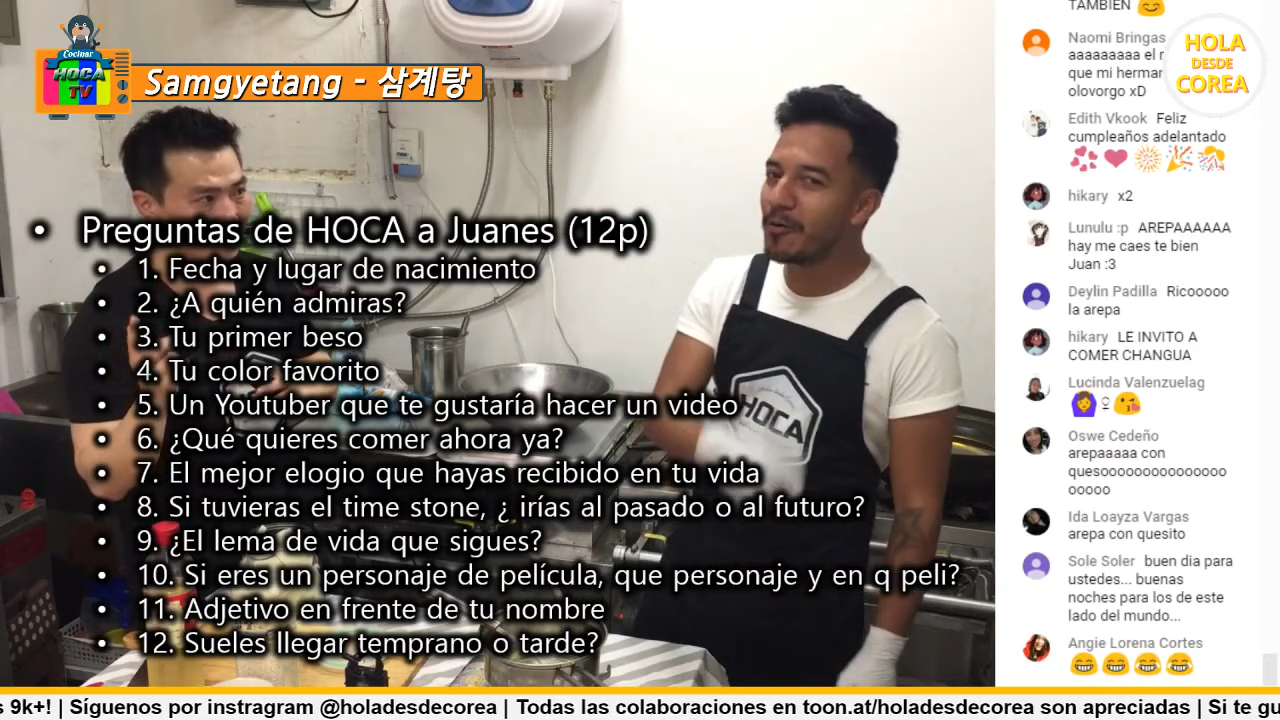 Cocinar
HOCA
TV
Samgyetang - 삼계탕
• Preguntas de HOCA a Juanes (12p)
• 1. Fecha y lugar de nacimiento
• 2. ¿A quién admiras?
• 3. Tu primer beso
• 4. Tu color favorito
• 5. Un Youtuber que te gustaría hacer un video
• 6. ¿Qué quieres comer ahora ya?
• 7. El mejor elogio que hayas recibido en tu vida
• 8. Si tuvieras el time stone, ¿ irías al pasado o al futuro?
• 9. ¿El lema de vida que sigues?
• 10. Si eres un personaje de película, que personaje y en q peli?
• 11. Adjetivo en frente de tu nombre
• 12. Sueles llegar temprano o tarde?
HOCA
TAMBIEN 😊
HOLA
DESDE
COREA
Naomi Bringas
aaaaaaaaa el
que mi
olovorgo xD
Edith Vkook Feliz
cumpleaños adelantado
💞❤🎇🎉🎊
hikary x2
Lunulu :p AREPAAAAAA
hay me caes te bien
Juan :3
Deylin Padilla Ricooooo
la arepa
hikary LE INVITO A
COMER CHANGUA
Lucinda Valenzuelag
🙆♀😘
Oswe Cedeño
arepaaaaa con
quesooooooooooooooo
ooooo
Ida Loayza Vargas
arepa con quesito
Sole Soler buen dia para
ustedes... buenas
noches para los de este
lado del mundo...
Angie Lorena Cortes
😂😂😂😂
9k+! | Síguenos por instragram @holadesdecorea | Todas las colaboraciones en toon.at/holadesdecorea son apreciadas | Si te